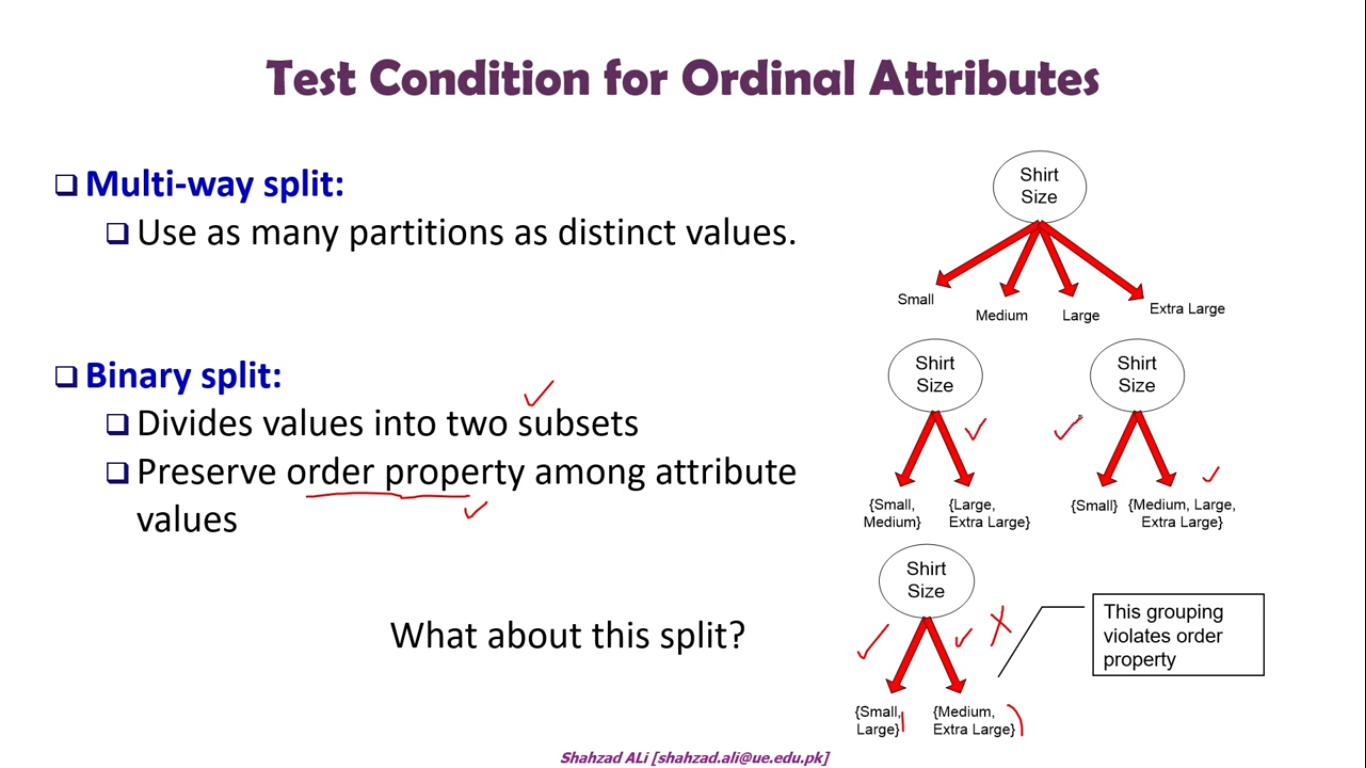 Test Condition for Ordinal Attributes
Multi-way split:
Use as many partitions as distinct values.
Shirt
Size
Small
Medium
Large
Extra Large
Binary split:
Divides values into two subsets
Preserve order property among attribute
values
Shirt
Size
{Small,
Medium}
{Large,
Extra Large}
Shirt
Size
{Small}
{Medium, Large,
Extra Large}
What about this split?
Shirt
Size
{Small,
Large}
{Medium,
Extra Large}
This grouping
violates order
property
Shahzad ALi [shahzad.ali@ue.edu.pk]